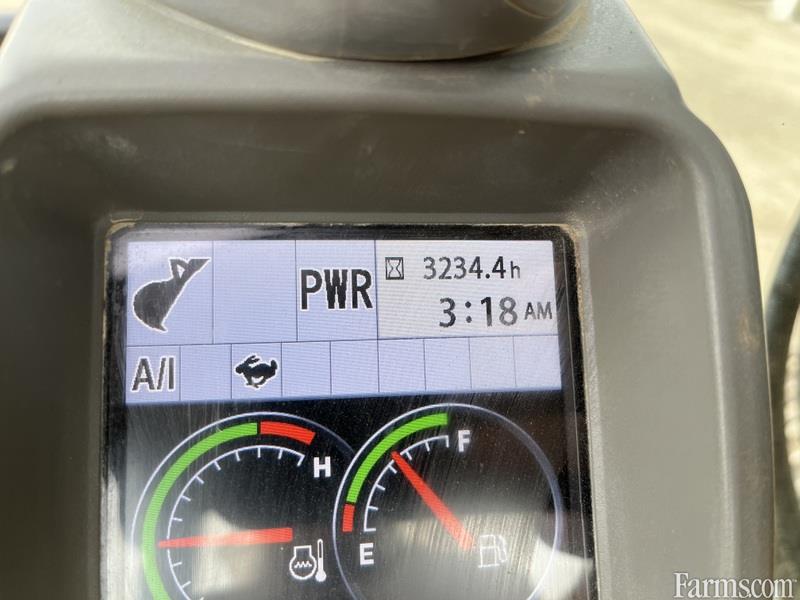 PWR
3234.4h
3:18 AM
A/I
H
F
E
Farms.com